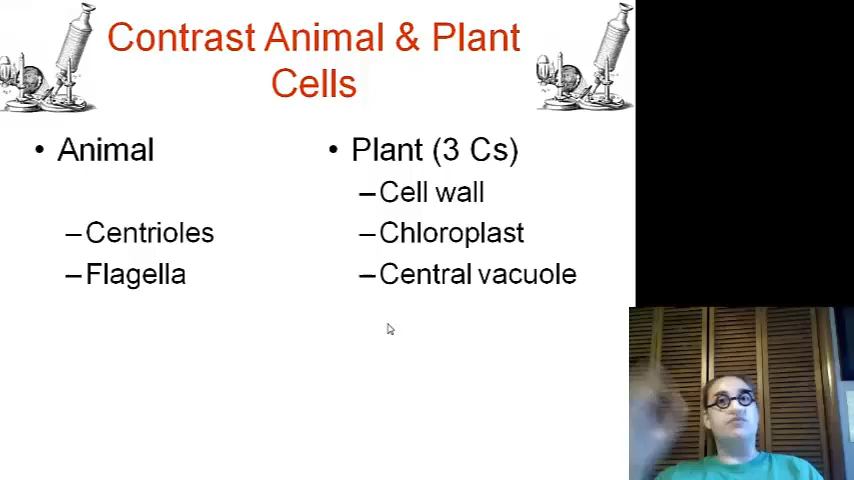 Contrast Animal & Plant
Cells
• Animal
–Centrioles
–Flagella
• Plant (3 Cs)
–Cell wall
–Chloroplast
–Central vacuole